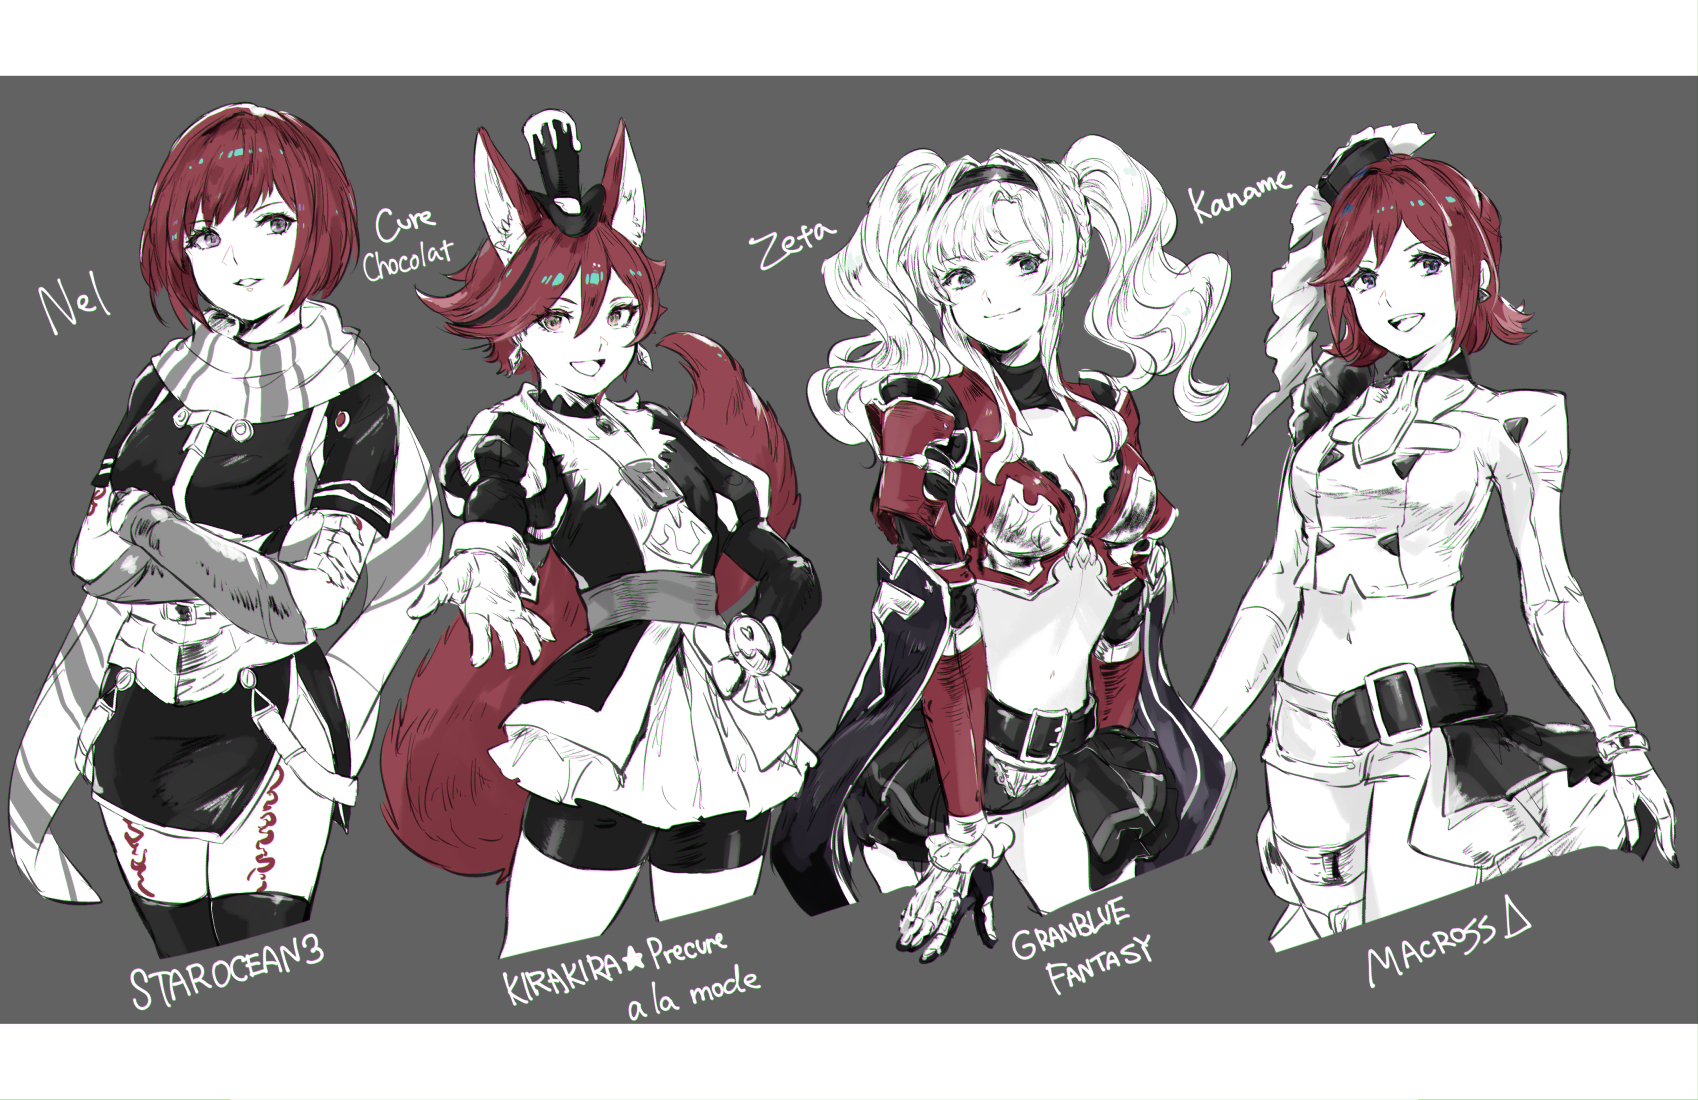 Nel
Cure
Chocolat
Zeta
Kaname
STAROCEAN3
KIRAKIRA★Precure
a la mode
GRANBLUE
FANTASY
MACROSS Δ